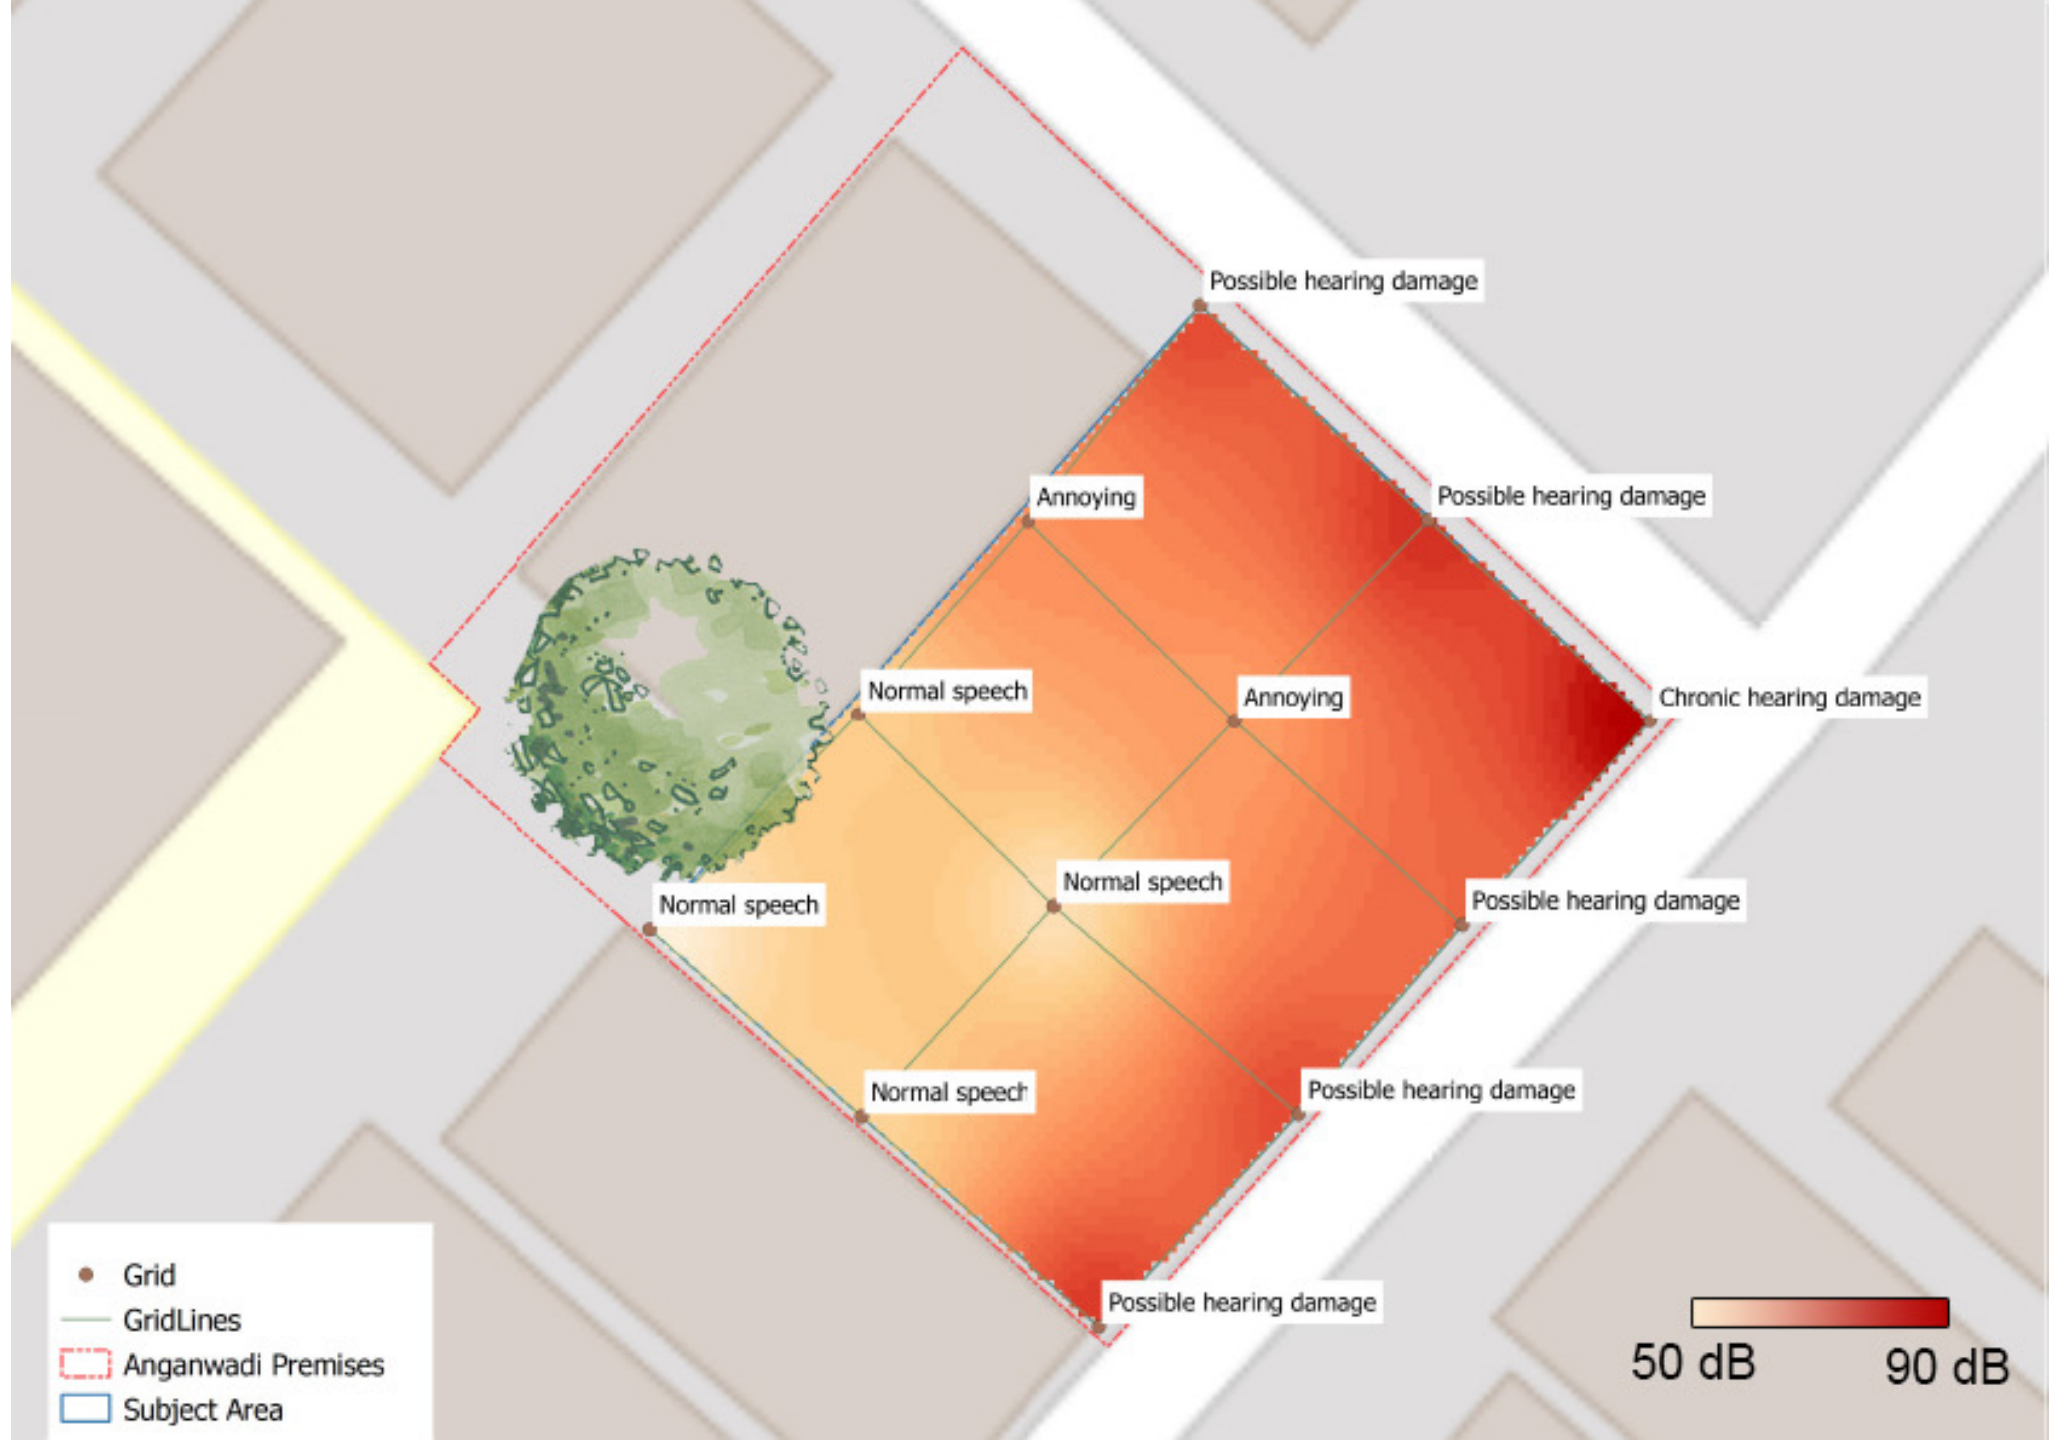 Possible hearing damage
Annoying
Possible hearing damage
Normal speech
Annoying
Chronic hearing damage
Normal speech
Normal speech
Possible hearing damage
Normal speech
Possible hearing damage
Possible hearing damage
Grid
GridLines
Anganwadi Premises
Subject Area
50 dB
90 dB